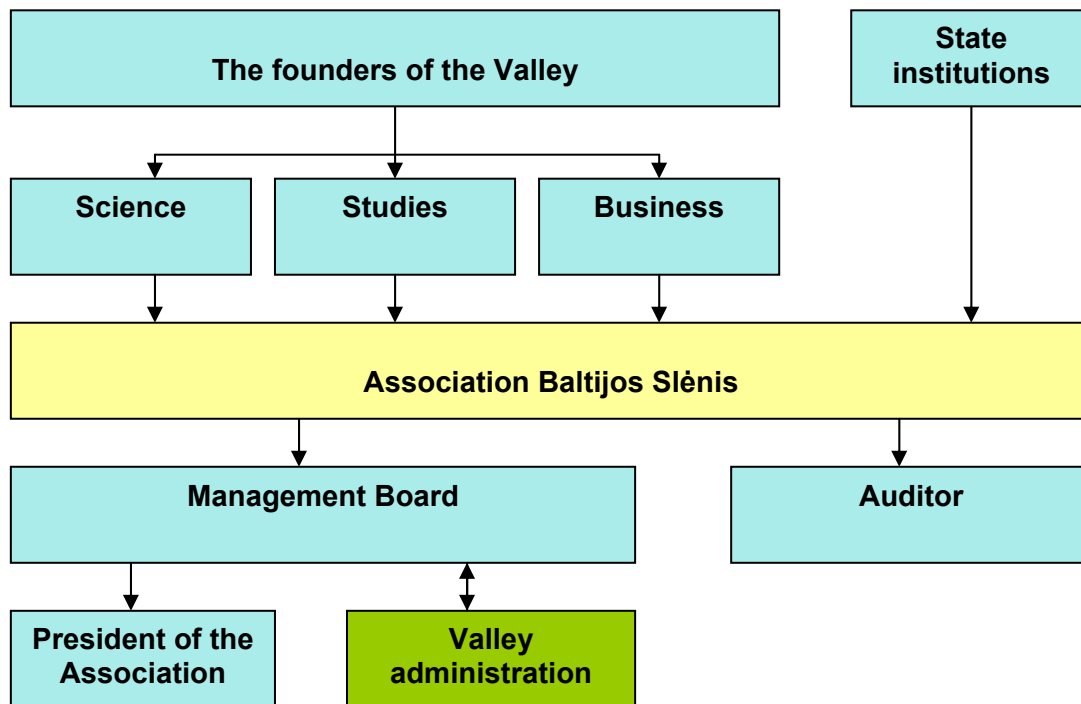 The founders of the Valley
State
institutions
Science
Studies
Business
Association Baltijos Slėnis
Management Board
Auditor
President of the
Association
Valley
administration